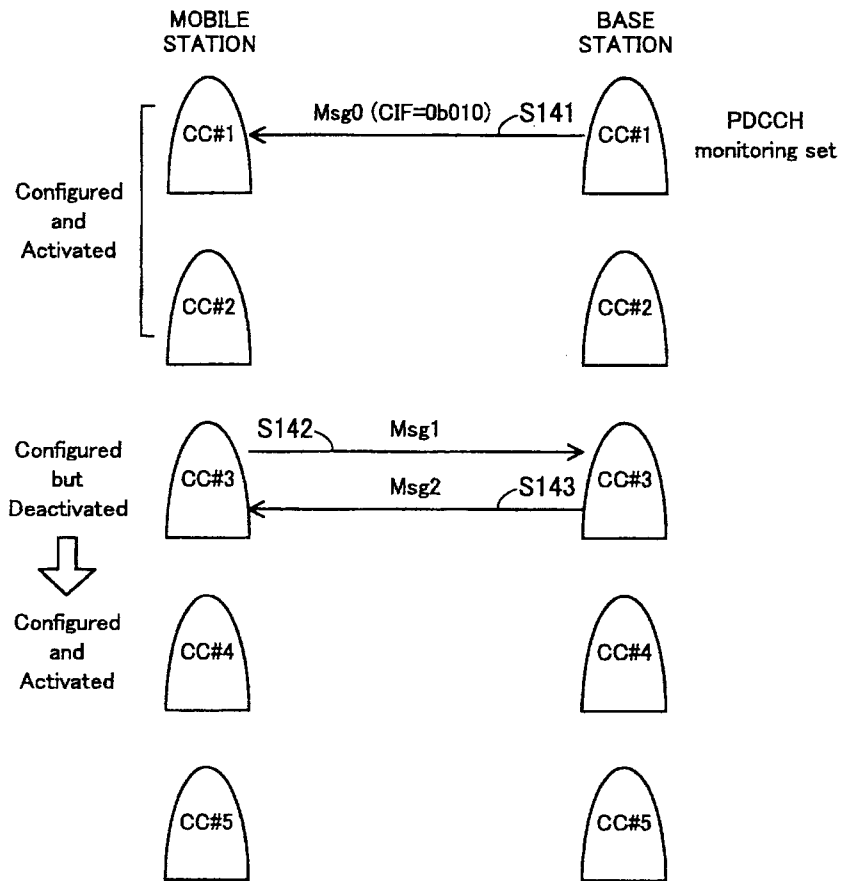 MOBILE
STATION
BASE
STATION
Msg0 (CIF=0b010)
S141
CC#1
CC#1
PDCCH
monitoring set
Configured
and
Activated
CC#2
CC#2
S142
Msg1
Configured
but
Deactivated
CC#3
Msg2
S143
CC#3
Configured
and
Activated
CC#4
CC#4
CC#5
CC#5